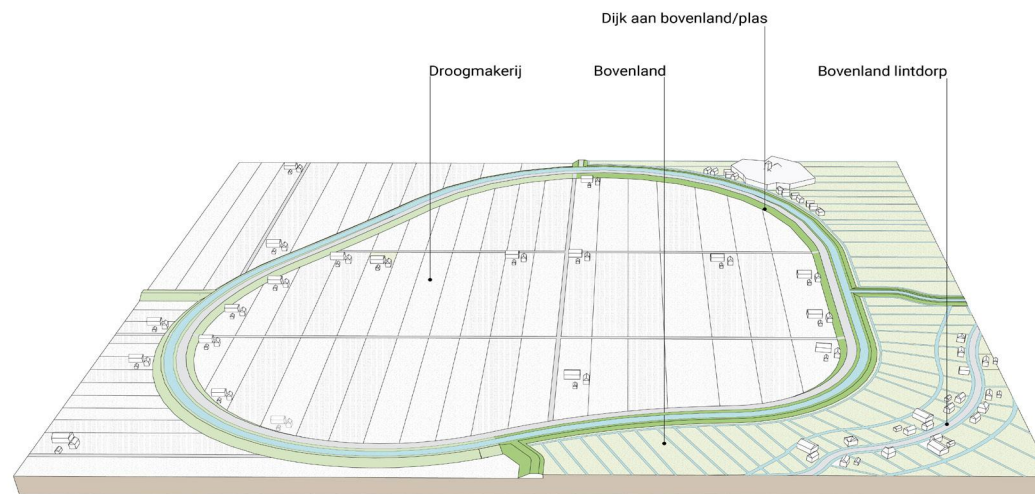 Dijk aan bovenland/plas
Droogmakerij
Bovenland
Bovenland lintdorp